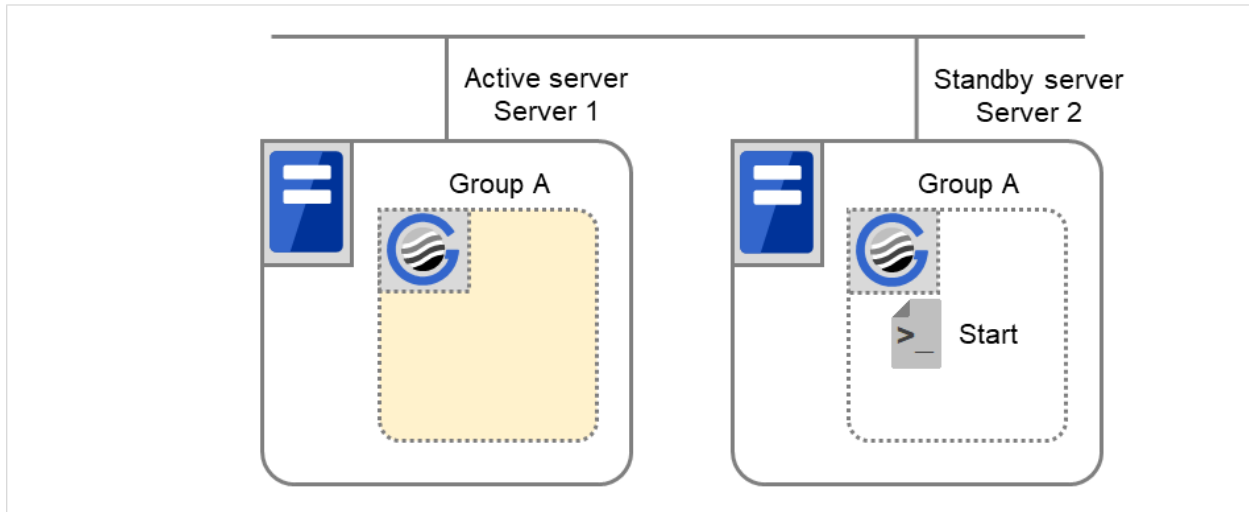 Active server
Server 1
Group A
Standby server
Server 2
Group A
>_
Start